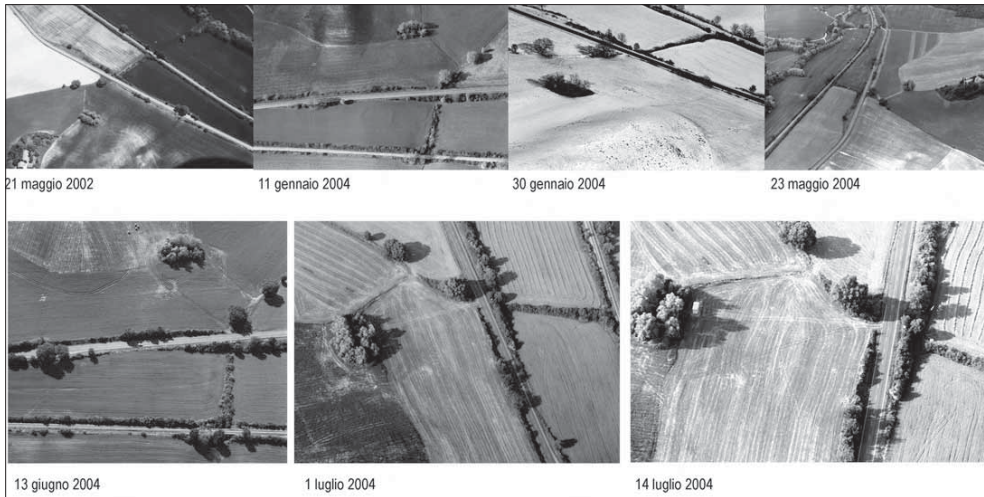 21 maggio 2002
11 gennaio 2004
30 gennaio 2004
23 maggio 2004
13 giugno 2004
1 luglio 2004
14 luglio 2004